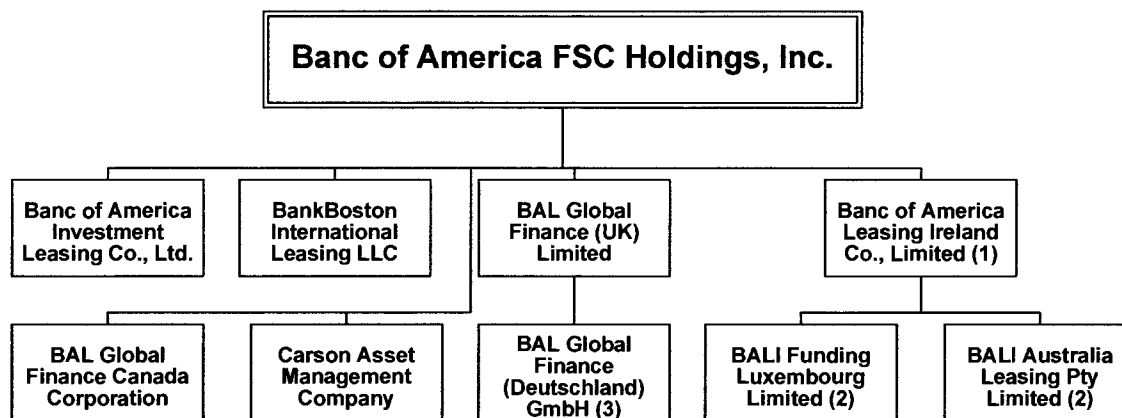 Banc of America FSC Holdings, Inc.
Banc of America
Investment
Leasing Co., Ltd.
BankBoston
International
Leasing LLC
BAL Global
Finance (UK)
Limited
Banc of America
Leasing Ireland
Co., Limited (1)
BAL Global
Finance Canada
Corporation
Carson Asset
Management
Company
BAL Global
Finance
(Deutschland)
GmbH (3)
BALI Funding
Luxembourg
Limited (2)
BALI Australia
Leasing Pty
Limited (2)